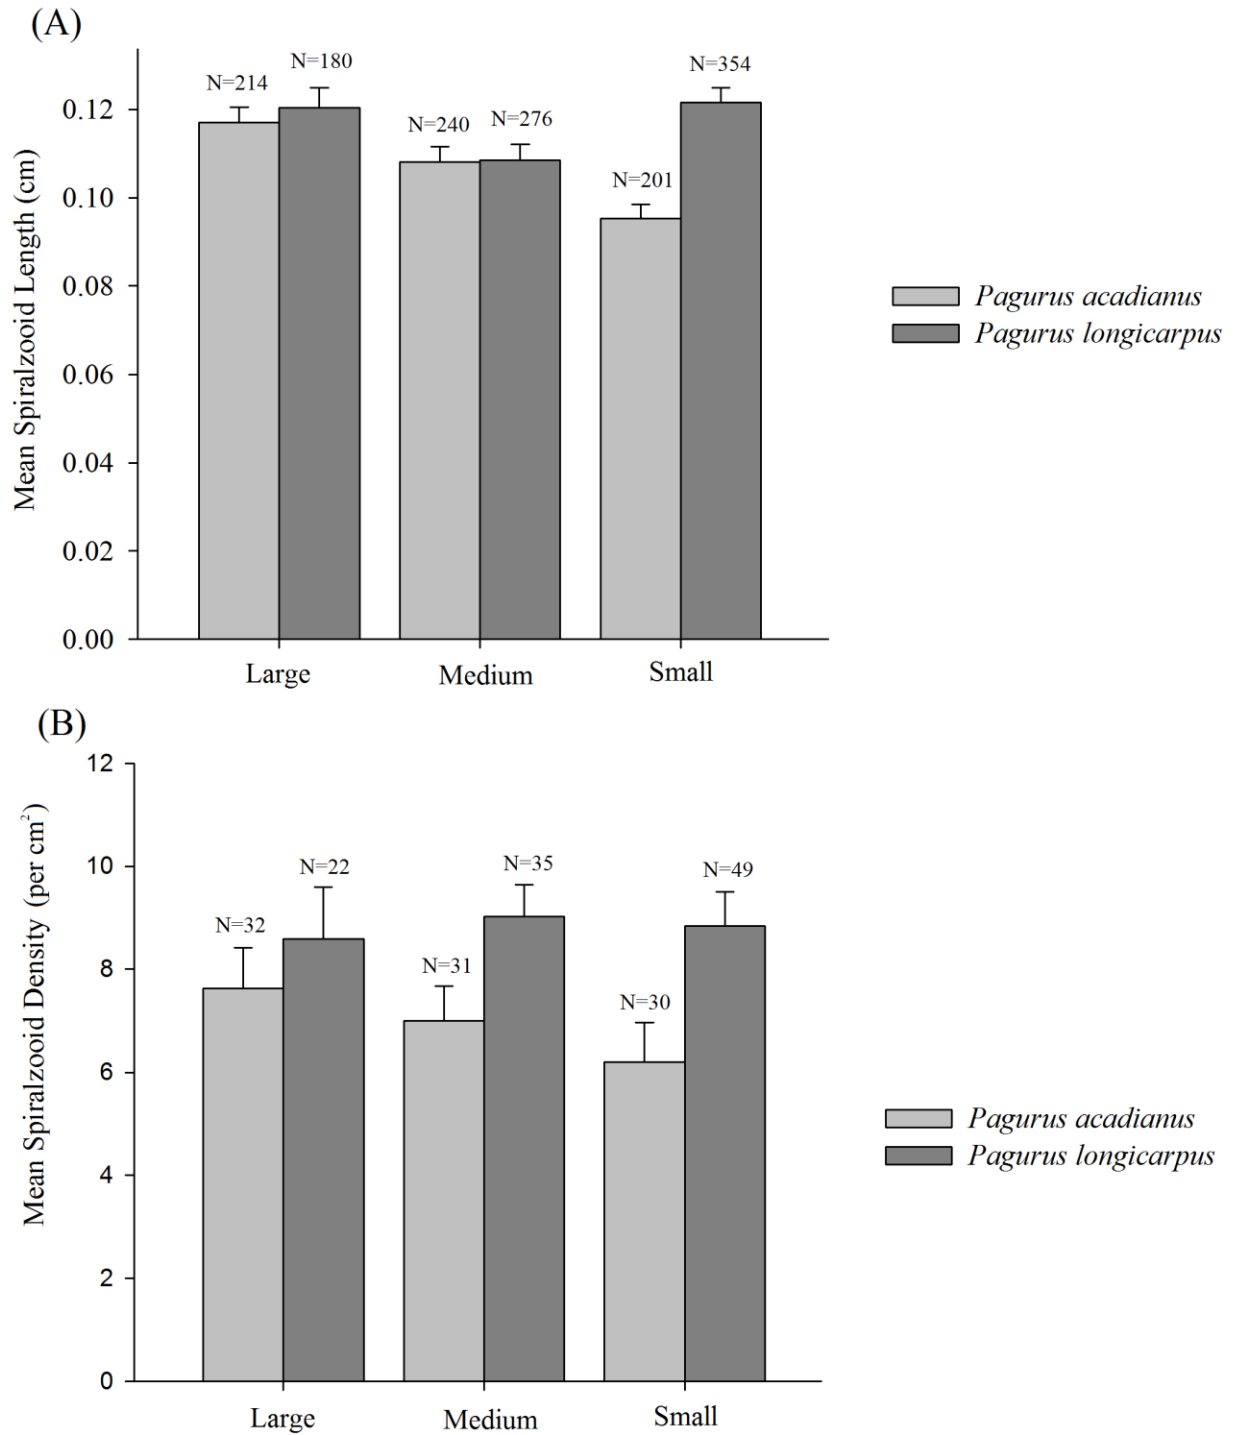 (A)
Mean Spiralzooid Length (cm)
0.12
0.10
0.08
0.06
0.04
0.02
0.00
N=214
N=180
N=240
N=276
N=201
N=354
Large
Medium
Small
Pagurus acadianus
Pagurus longicarpus
(B)
Mean Spiralzooid Density (per cm²)
12
10
8
6
4
2
0
N=32
N=22
N=31
N=35
N=30
N=49
Large
Medium
Small
Pagurus acadianus
Pagurus longicarpus